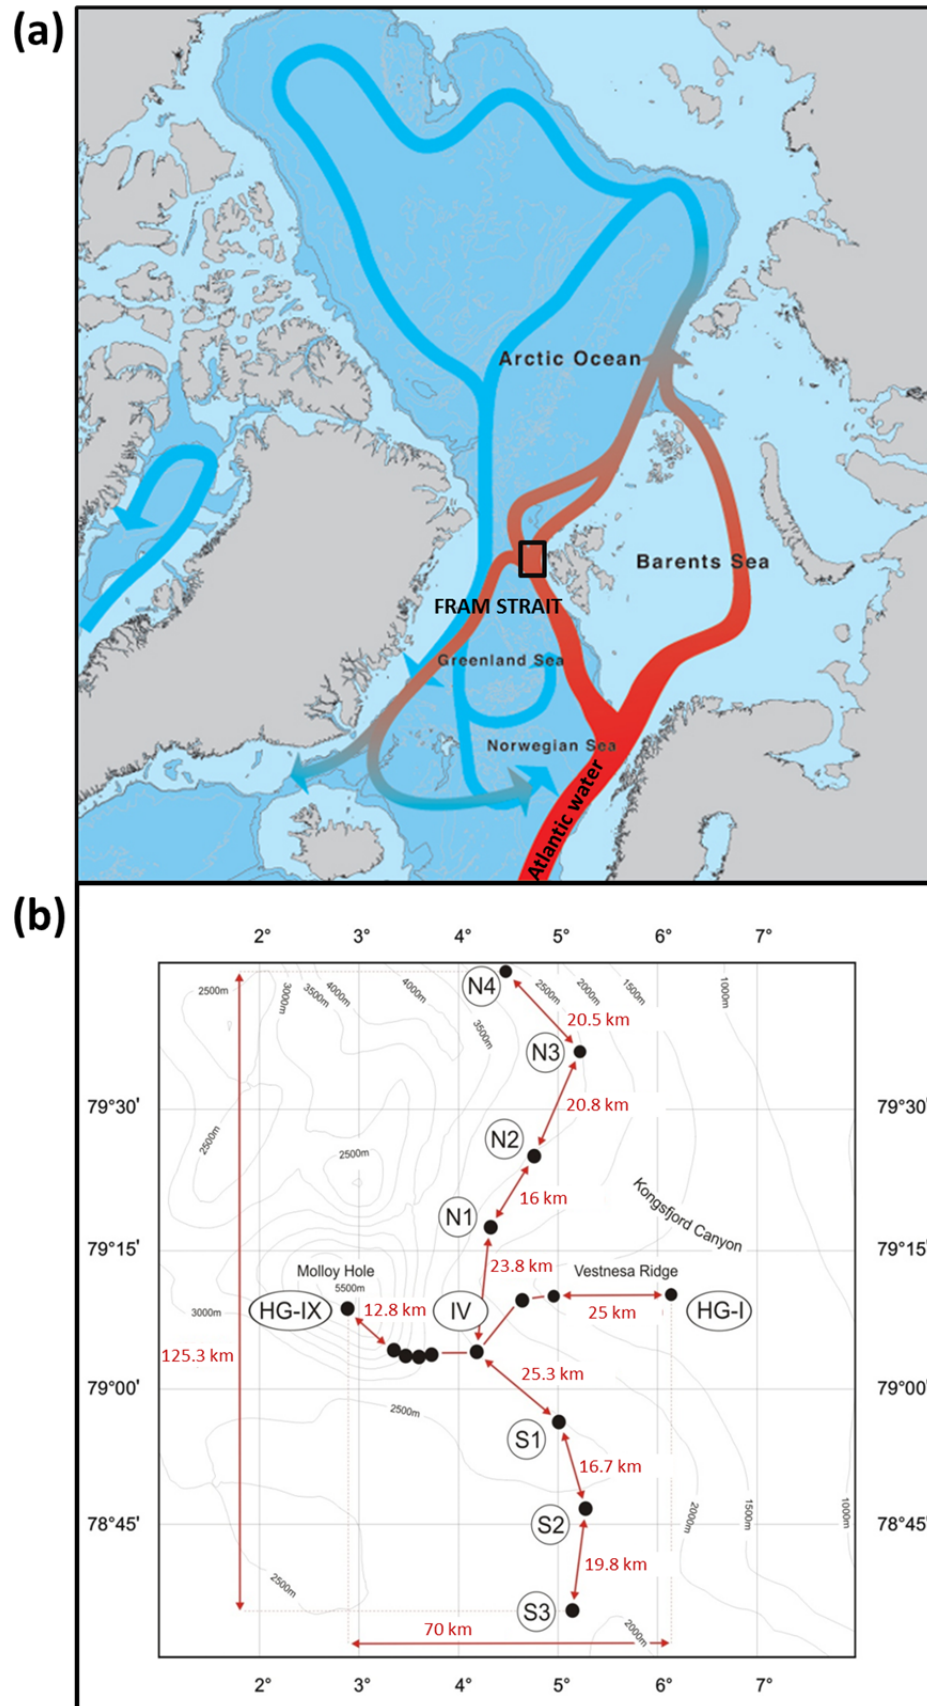 (a)
Arctic Ocean
Barents Sea
FRAM STRAIT
Greenland Sea
Norwegian Sea
Atlantic water
(b)
2° 3° 4° 5° 6° 7°
N4
2500m 3000m 3500m 4000m 4000m 3500m 2500m 2000m 1500m 1000m
20.5 km
N3
79°30' 20.8 km 79°30'
2500m 2500m
N2
16 km
Kongsfjord Canyon
N1
79°15' 79°15'
23.8 km
Molloy Hole Vestnesa Ridge
5500m
3000m HG-IX 12.8 km IV 25 km HG-I
125.3 km
25.3 km
79°00' 79°00'
2500m
S1
16.7 km
2000m 1500m 1000m
78°45' S2 78°45'
19.8 km
2500m
S3
70 km 2000m
2° 3° 4° 5° 6° 7°